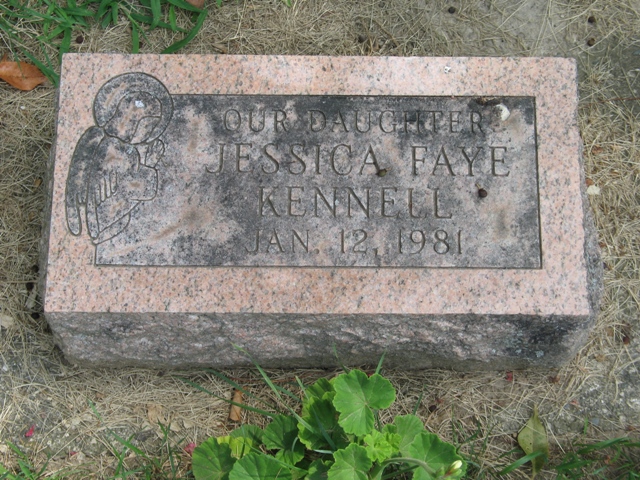 OUR DAUGHTER
JESSICA FAYE
KENNELL
JAN. 12, 1981